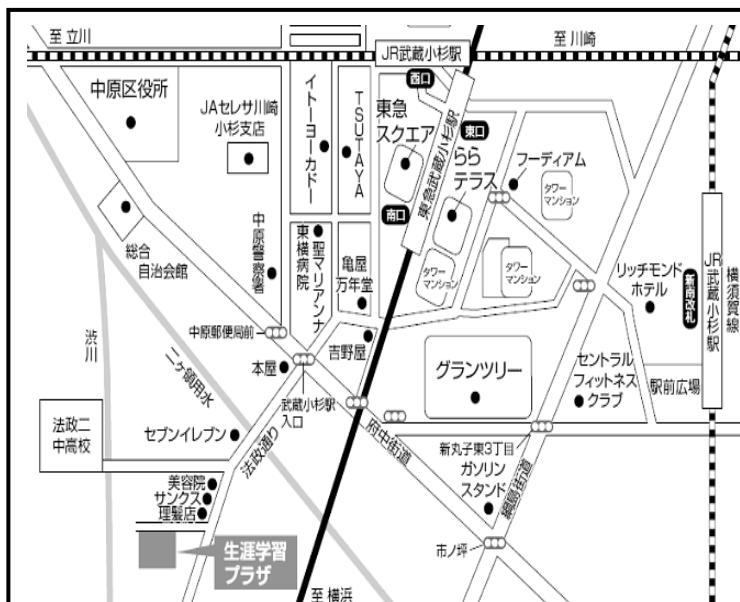 至 立川
JR武蔵小杉駅
至 川崎
中原区役所
JAセレサ川崎
小杉支店
イトーヨーカドー
TSUTAYA
東急
スクエア
西口
東急武蔵小杉駅
東口
らら
テラス
フーディアム
タワー
マンション
南口
総合
自治会館
中原警察署
聖マリアンナ
東横病院
亀屋
万年堂
タワー
マンション
タワー
マンション
リッチモンド
ホテル
新南改札
JR武蔵小杉駅
横須賀線
渋川
二ヶ領用水
中原郵便局前
吉野屋
本屋
武蔵小杉駅
入口
グランツリー
セントラル
フィットネス
クラブ
駅前広場
法政二
中高校
セブンイレブン
法政通り
府中街道
新丸子東3丁目
ガソリン
スタンド
綱島街道
美容院
サンクス
理髪店
市ノ坪
生涯学習
プラザ
至 横浜